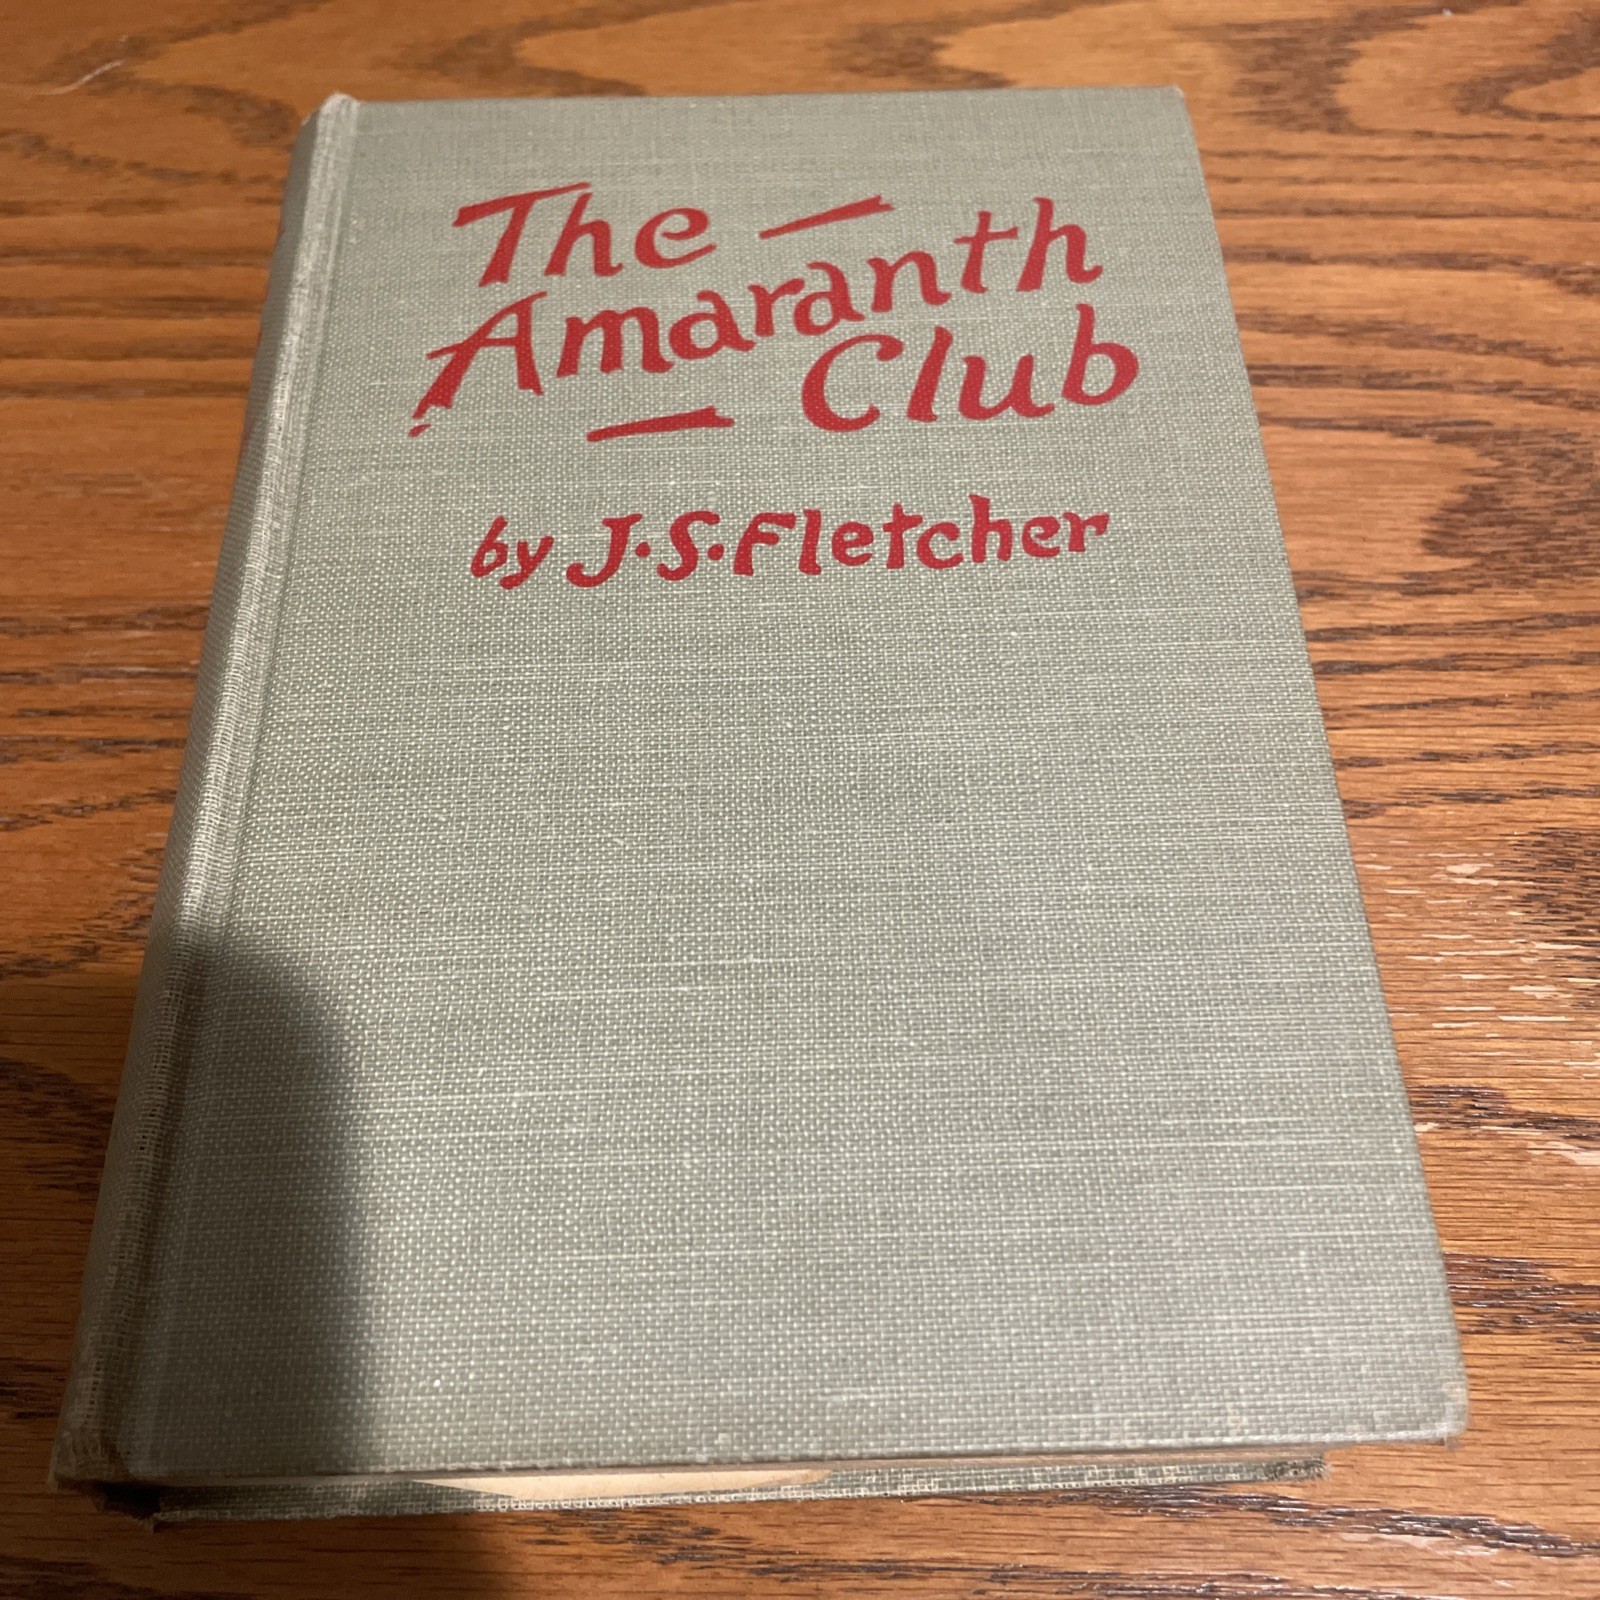 The
Amaranth
Club
by J.S. Fletcher